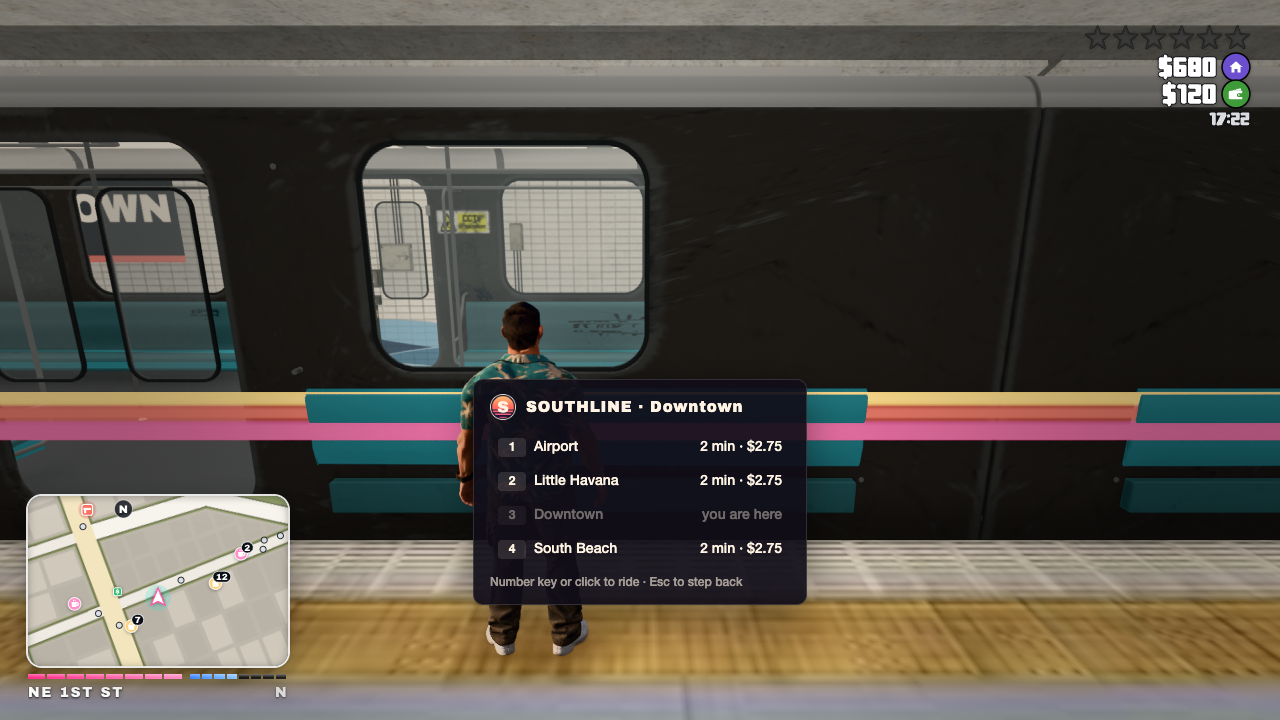 $680
$120
17:22
OWN
SOUTHLINE · Downtown
1 Airport 2 min · $2.75
2 Little Havana 2 min · $2.75
3 Downtown you are here
4 South Beach 2 min · $2.75
Number key or click to ride · Esc to step back
N
2
12
7
NE 1ST ST N